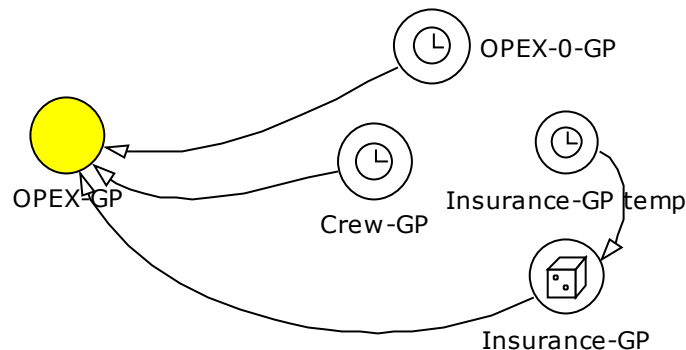 OPEX-0-GP
OPEX-GP
Crew-GP
Insurance-GP temp
Insurance-GP